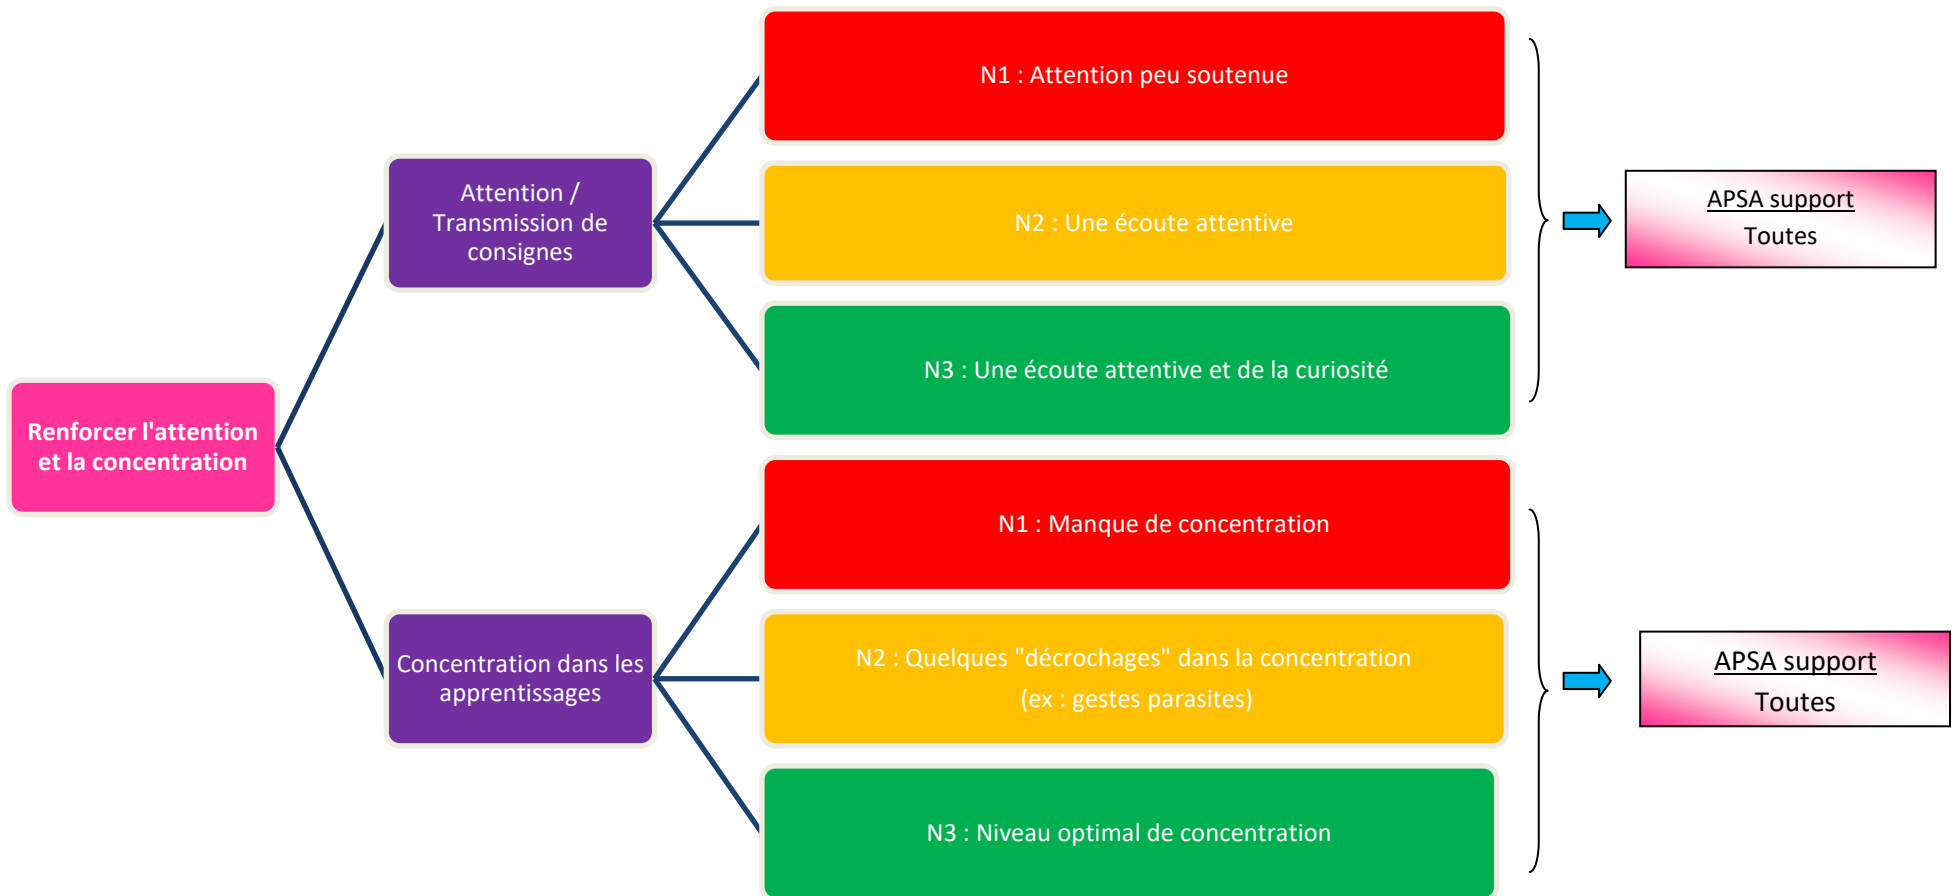 Renforcer l'attention
et la concentration
Attention /
Transmission de
consignes
N1 : Attention peu soutenue
N2 : Une écoute attentive
N3 : Une écoute attentive et de la curiosité
APSA support
Toutes
Concentration dans les
apprentissages
N1 : Manque de concentration
N2 : Quelques "décrochages" dans la concentration
(ex : gestes parasites)
N3 : Niveau optimal de concentration
APSA support
Toutes